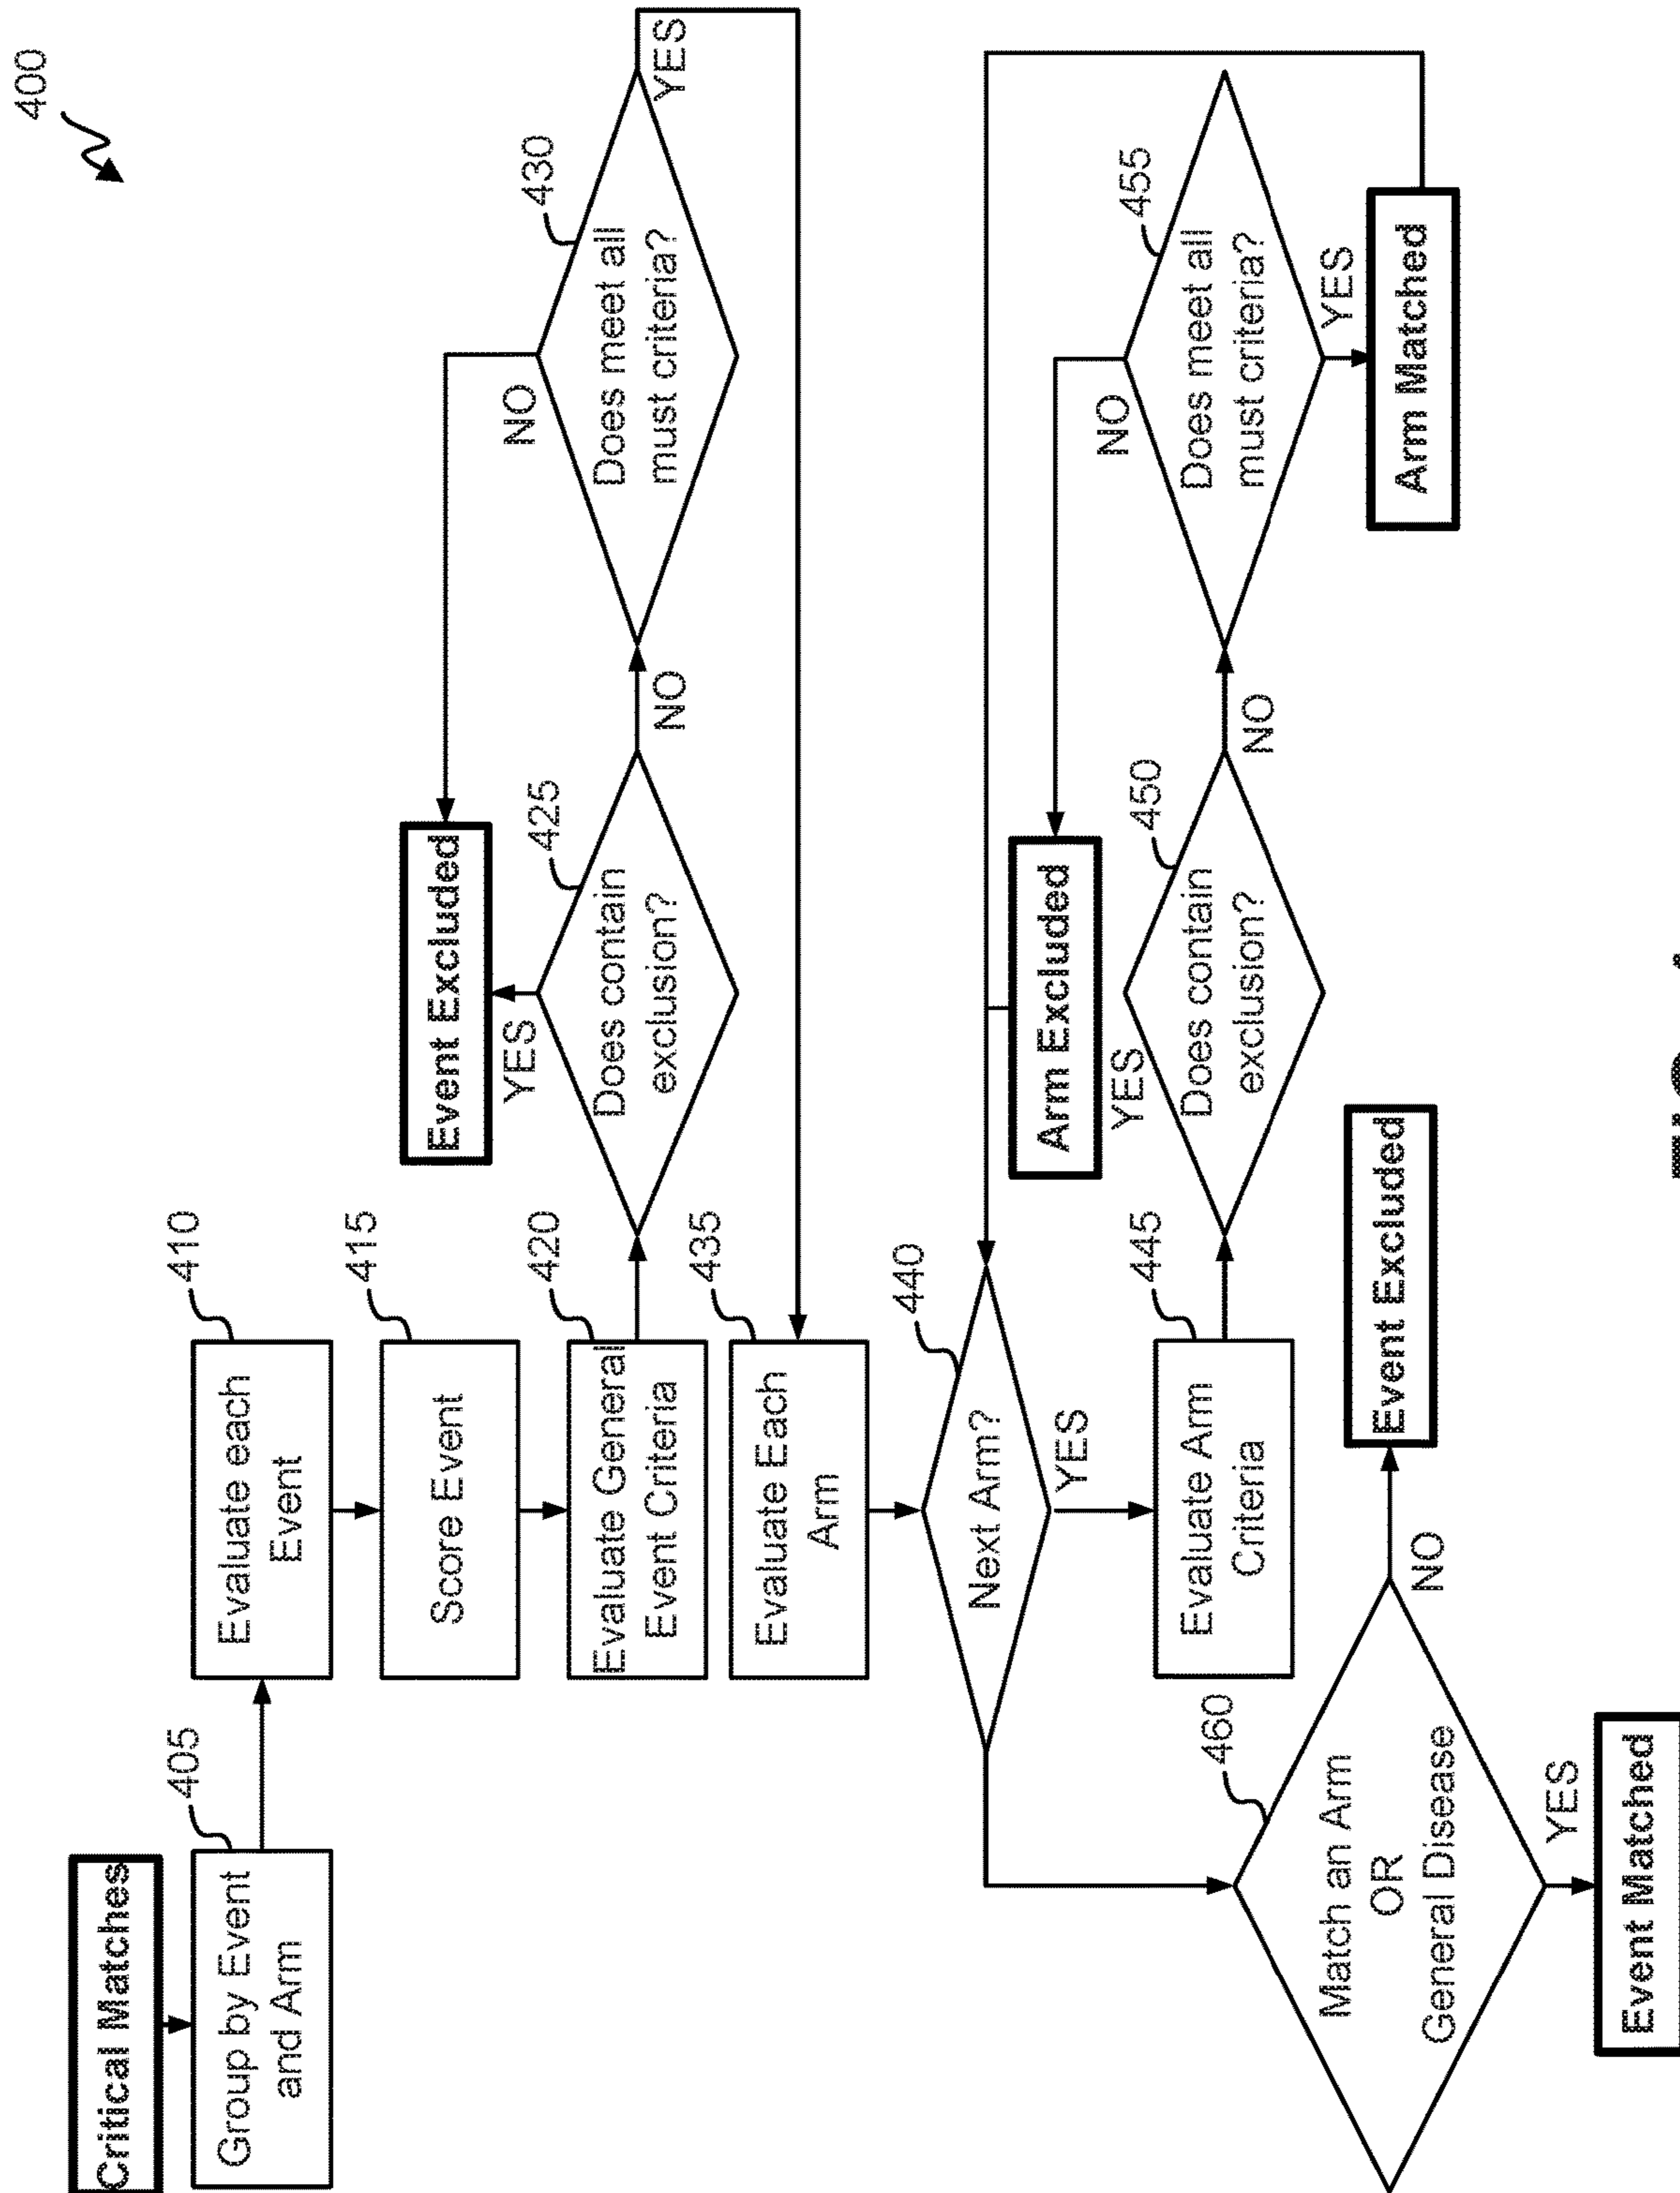 400
Critical Matches
405
Group by Event
and Arm
410
Evaluate each
Event
415
Score Event
420
Evaluate General
Event Criteria
425
Does contain
exclusion?
YES
NO
Event Excluded
430
Does meet all
must criteria?
NO
YES
435
Evaluate Each
Arm
440
Next Arm?
YES
445
Evaluate Arm
Criteria
450
Does contain
exclusion?
YES
NO
Arm Excluded
455
Does meet all
must criteria?
NO
YES
Arm Matched
460
Match an Arm
OR
General Disease
NO
Event Excluded
YES
Event Matched